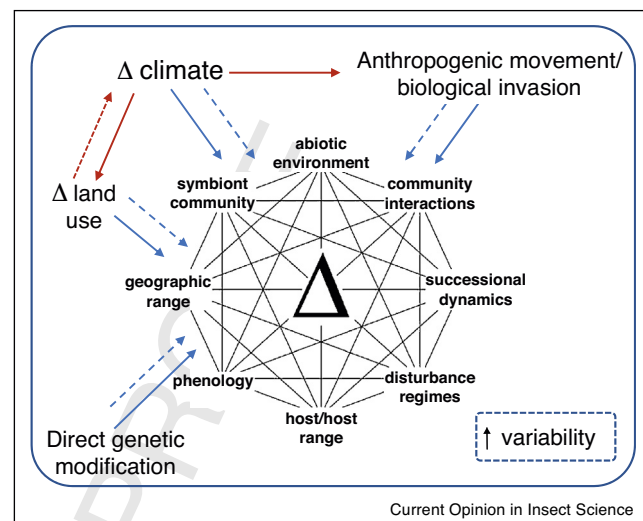 Δ climate
Anthropogenic movement/
biological invasion
abiotic
environment
symbiont
community
community
interactions
Δ land
use
geographic
range
Δ
successional
dynamics
phenology
disturbance
regimes
host/host
range
Direct genetic
modification
↑ variability
Current Opinion in Insect Science